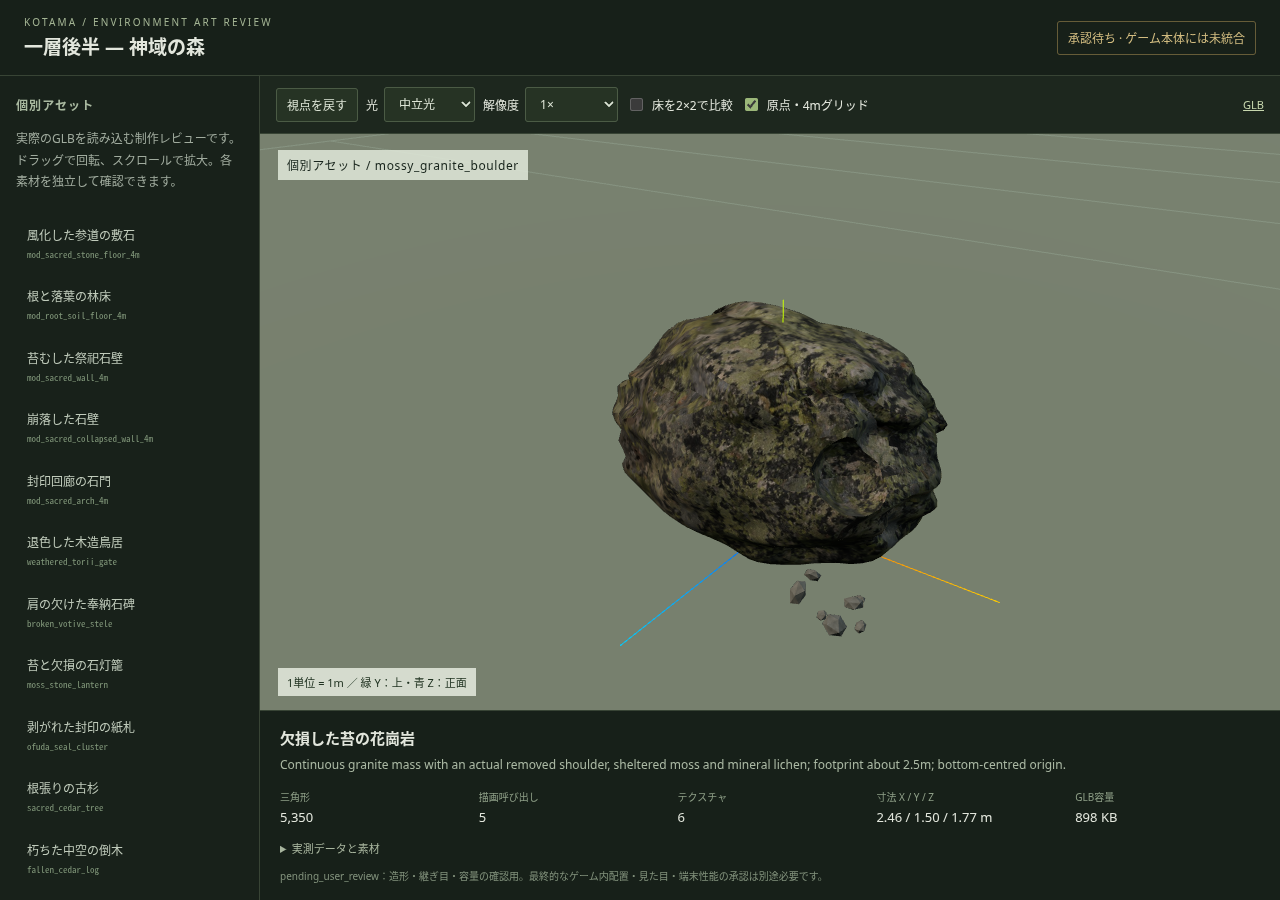 KOTAMA / ENVIRONMENT ART REVIEW
一層後半 — 神域の森
承認待ち · ゲーム本体には未統合
個別アセット
実際のGLBを読み込む制作レビューです。
ドラッグで回転、スクロールで拡大。各
素材を独立して確認できます。
風化した参道の敷石
mod_sacred_stone_floor_4m
根と落葉の林床
mod_root_soil_floor_4m
苔むした祭祀石壁
mod_sacred_wall_4m
崩落した石壁
mod_sacred_collapsed_wall_4m
封印回廊の石門
mod_sacred_arch_4m
退色した木造鳥居
weathered_torii_gate
肩の欠けた奉納石碑
broken_votive_stele
苔と欠損の石灯籠
moss_stone_lantern
剥がれた封印の紙札
ofuda_seal_cluster
根張りの古杉
sacred_cedar_tree
朽ちた中空の倒木
fallen_cedar_log
視点を戻す 光 中立光 解像度 1× 床を2×2で比較 原点・4mグリッド GLB
個別アセット / mossy_granite_boulder
1単位 = 1m ／ 緑 Y：上・青 Z：正面
欠損した苔の花崗岩
Continuous granite mass with an actual removed shoulder, sheltered moss and mineral lichen; footprint about 2.5m; bottom-centred origin.
三角形 描画呼び出し テクスチャ 寸法 X / Y / Z GLB容量
5,350 5 6 2.46 / 1.50 / 1.77 m 898 KB
▶ 実測データと素材
pending_user_review：造形・継ぎ目・容量の確認用。最終的なゲーム内配置・見た目・端末性能の承認は別途必要です。